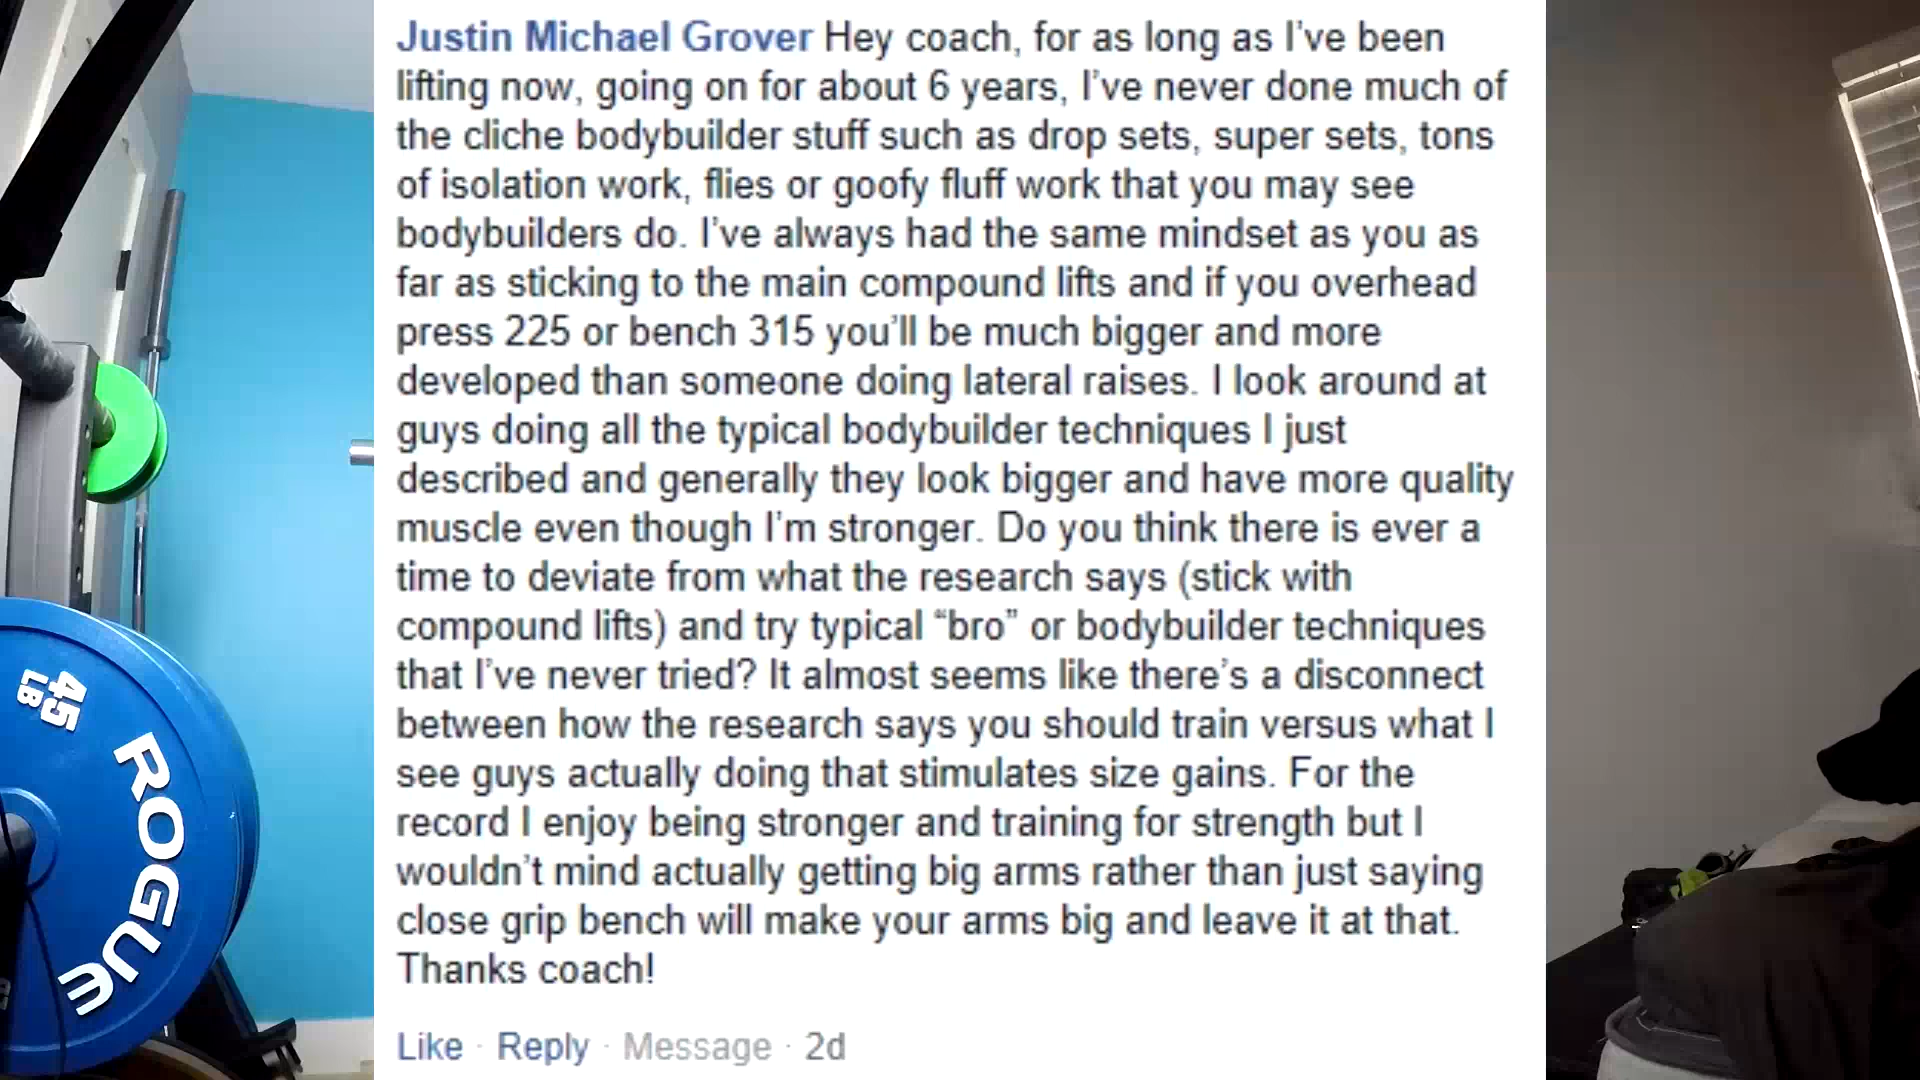 Justin Michael Grover Hey coach, for as long as I've been
lifting now, going on for about 6 years, I've never done much of
the cliche bodybuilder stuff such as drop sets, super sets, tons
of isolation work, flies or goofy fluff work that you may see
bodybuilders do. I've always had the same mindset as you as
far as sticking to the main compound lifts and if you overhead
press 225 or bench 315 you'll be much bigger and more
developed than someone doing lateral raises. I look around at
guys doing all the typical bodybuilder techniques I just
described and generally they look bigger and have more quality
muscle even though I'm stronger. Do you think there is ever a
time to deviate from what the research says (stick with
compound lifts) and try typical “bro” or bodybuilder techniques
that I've never tried? It almost seems like there's a disconnect
between how the research says you should train versus what I
see guys actually doing that stimulates size gains. For the
record I enjoy being stronger and training for strength but I
wouldn't mind actually getting big arms rather than just saying
close grip bench will make your arms big and leave it at that.
Thanks coach!
Like · Reply · Message · 2d
45
LB
ROGUE